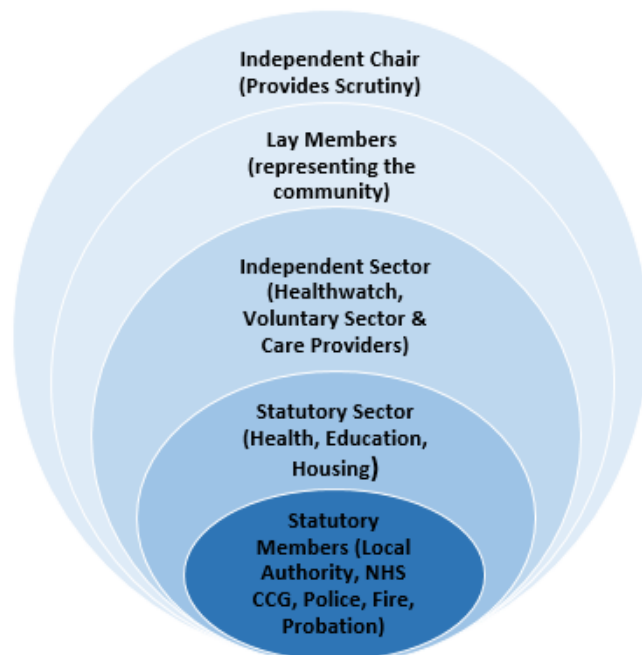 Independent Chair
(Provides Scrutiny)
Lay Members
(representing the
community)
Independent Sector
(Healthwatch,
Voluntary Sector &
Care Providers)
Statutory Sector
(Health, Education,
Housing)
Statutory
Members (Local
Authority, NHS
CCG, Police, Fire,
Probation)